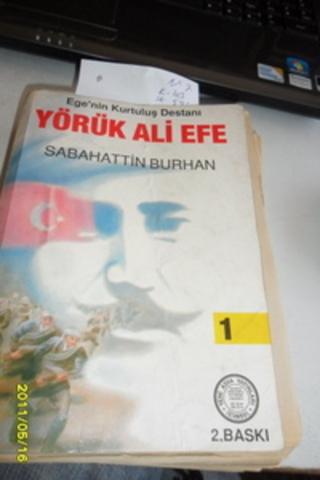 Ege'nin Kurtuluş Destanı
YÖRÜK ALİ EFE
SABAHATTİN BURHAN
1
2.BASKI
2011/05/16